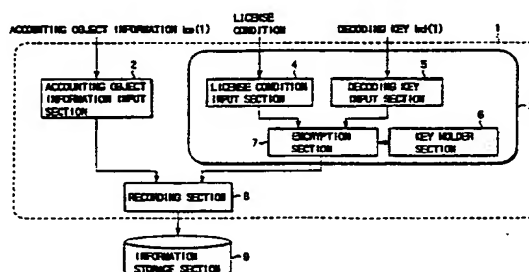 ACCOUNTING OBJECT INFORMATION
LICENSE
CONDITION
DECODING KEY
1
2
ACCOUNTING OBJECT
INFORMATION INPUT
SECTION
4
LICENSE CONDITION
INPUT SECTION
5
DECODING KEY
INPUT SECTION
7
ENCRYPTION
SECTION
6
KEY HOLDER
SECTION
RECORDING SECTION
8
INFORMATION
STORAGE SECTION
9